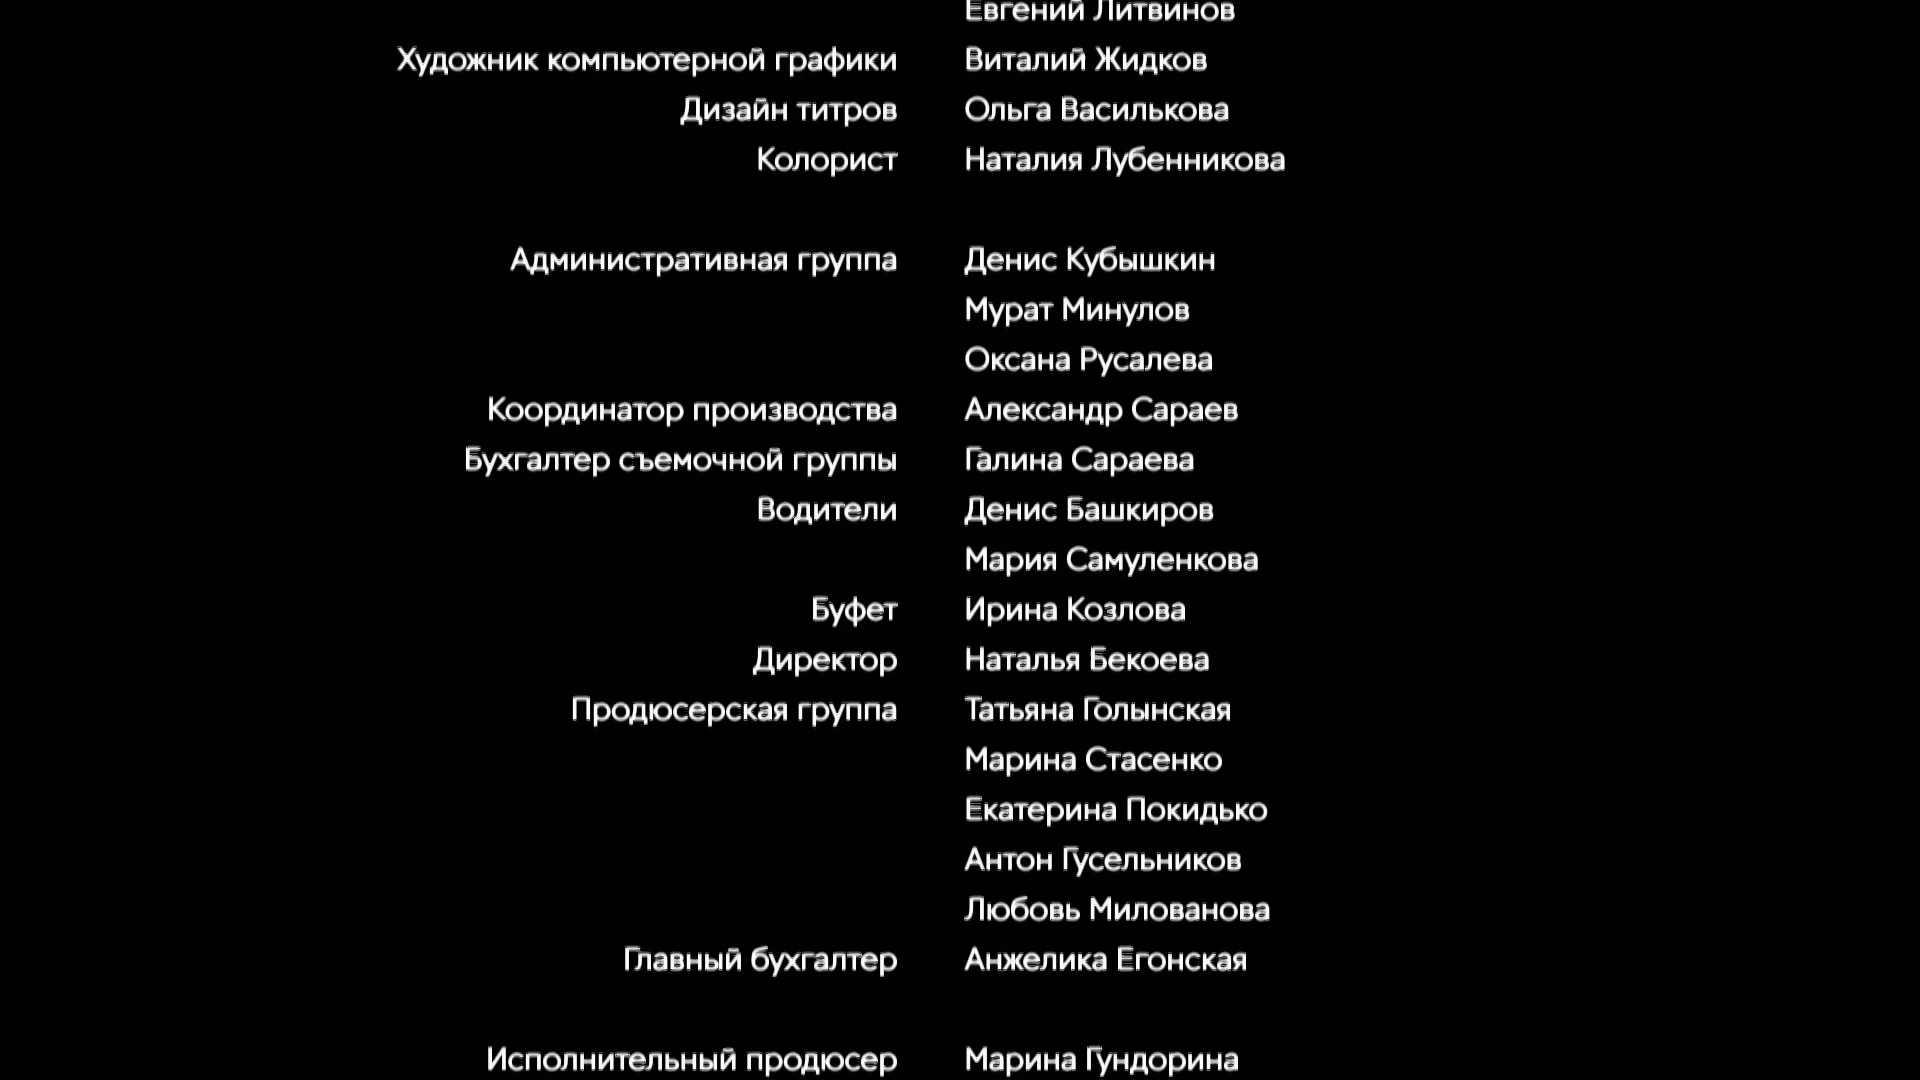 Евгений Литвинов
Художник компьютерной графики Виталий Жидков
Дизайн титров Ольга Василькова
Колорист Наталия Лубенникова
Административная группа Денис Кубышкин
Мурат Минулов
Оксана Русалева
Координатор производства Александр Сараев
Бухгалтер съемочной группы Галина Сараева
Водители Денис Башкиров
Мария Самуленкова
Буфет Ирина Козлова
Директор Наталья Бекоева
Продюсерская группа Татьяна Голынская
Марина Стасенко
Екатерина Покидько
Антон Гусельников
Любовь Милованова
Главный бухгалтер Анжелика Егонская
Исполнительный продюсер Марина Гундорина